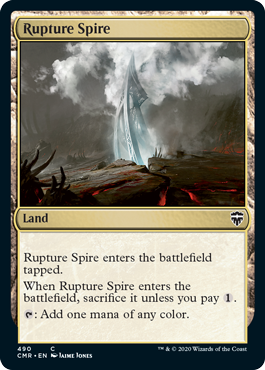 Rupture Spire
Land
Rupture Spire enters the battlefield
tapped.
When Rupture Spire enters the
battlefield, sacrifice it unless you pay 1.
: Add one mana of any color.
490 C
CMR • EN Jaime Jones
™ & © 2020 Wizards of the Coast